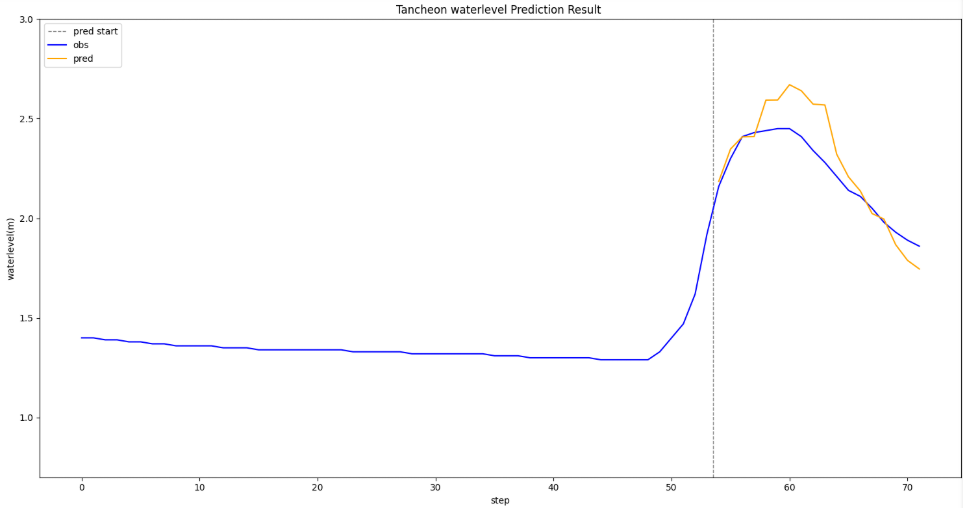 Tancheon waterlevel Prediction Result
pred start
obs
pred
3.0
2.5
2.0
1.5
1.0
waterlevel(m)
0 10 20 30 40 50 60 70
step